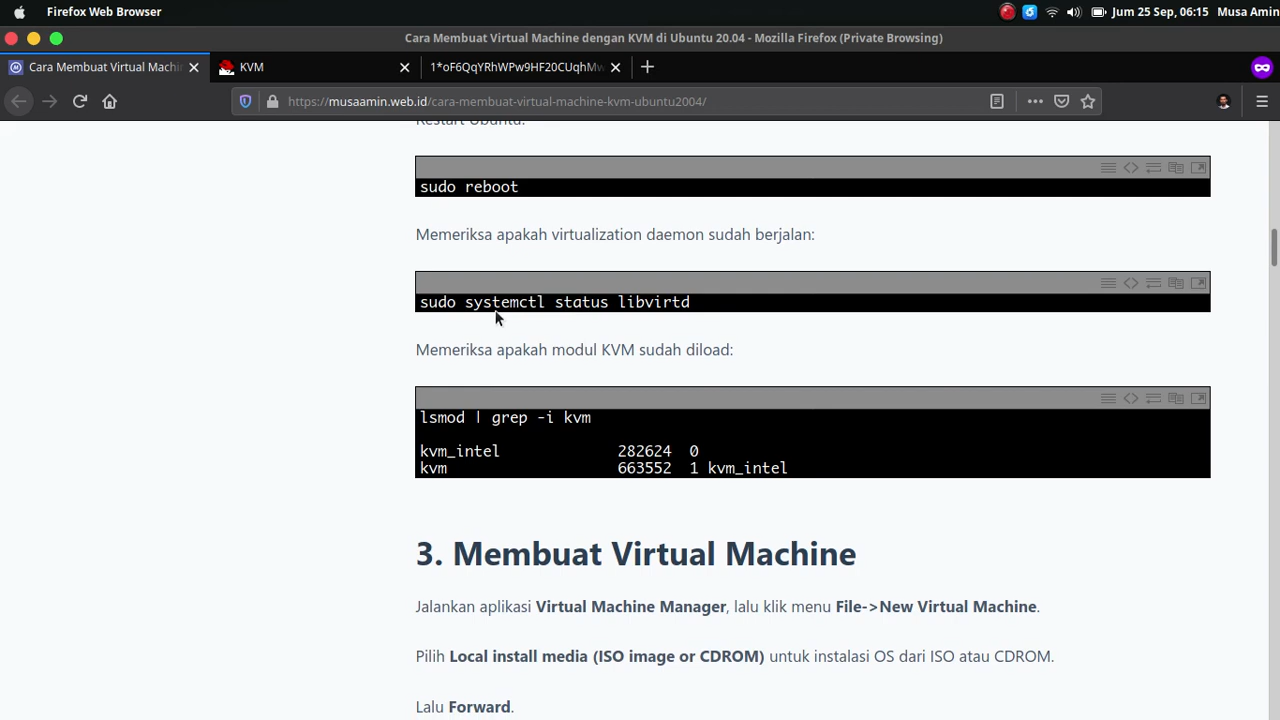 Firefox Web Browser
Jum 25 Sep, 06:15
Musa Amin
Cara Membuat Virtual Machine dengan KVM di Ubuntu 20.04 - Mozilla Firefox (Private Browsing)
Cara Membuat Virtual Machin
KVM
1*oF6QqYRhWPw9HF20CUqhMw
https://musaamin.web.id/cara-membuat-virtual-machine-kvm-ubuntu2004/
Restart Ubuntu:
sudo reboot
Memeriksa apakah virtualization daemon sudah berjalan:
sudo systemctl status libvirtd
Memeriksa apakah modul KVM sudah diload:
lsmod | grep -i kvm
kvm_intel 282624 0
kvm 663552 1 kvm_intel
3. Membuat Virtual Machine
Jalankan aplikasi Virtual Machine Manager, lalu klik menu File->New Virtual Machine.
Pilih Local install media (ISO image or CDROM) untuk instalasi OS dari ISO atau CDROM.
Lalu Forward.